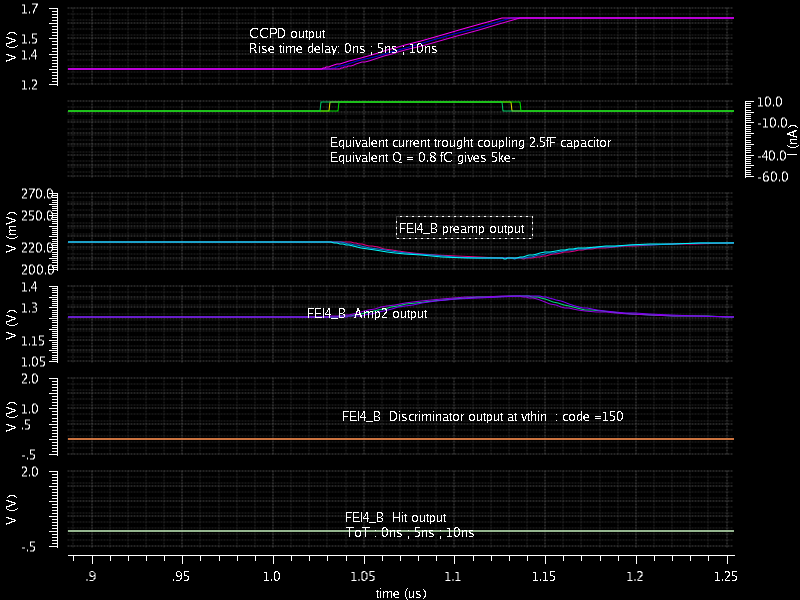 1.7
1.5
1.4
1.2
V (V)
CCPD output
Rise time delay: 0ns ; 5ns ; 10ns
10.0
-10.0
-40.0
-60.0
I (nA)
Equivalent current trought coupling 2.5fF capacitor
Equivalent Q = 0.8 fC gives 5ke-
270.0
250.0
220.0
200.0
V (mV)
FEI4_B preamp output
1.4
1.3
1.15
1.05
V (V)
FEI4_B Amp2 output
2.0
1.0
.5
-.5
V (V)
FEI4_B Discriminator output at vthin : code =150
2.0
-.5
V (V)
FEI4_B Hit output
ToT : 0ns ; 5ns ; 10ns
.9 .95 1.0 1.05 1.1 1.15 1.2 1.25
time (us)